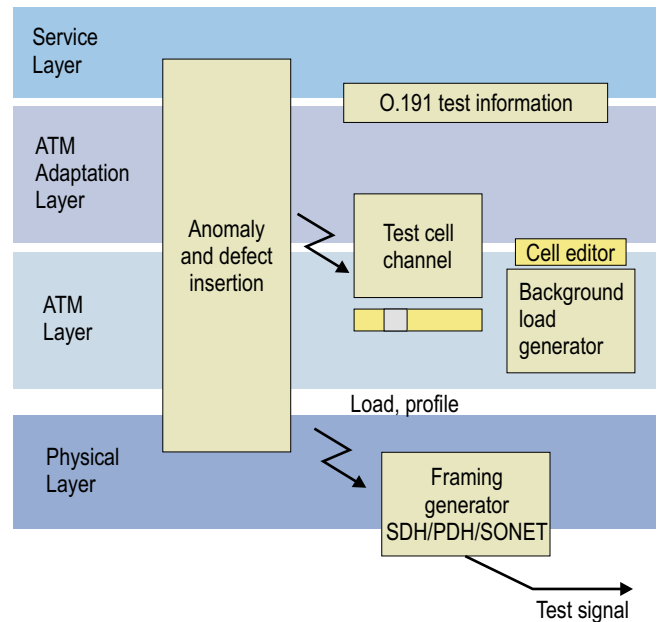 Service
Layer
O.191 test information
ATM
Adaptation
Layer
Anomaly
and defect
insertion
Test cell
channel
Cell editor
ATM
Layer
Background
load
generator
Load, profile
Physical
Layer
Framing
generator
SDH/PDH/SONET
Test signal